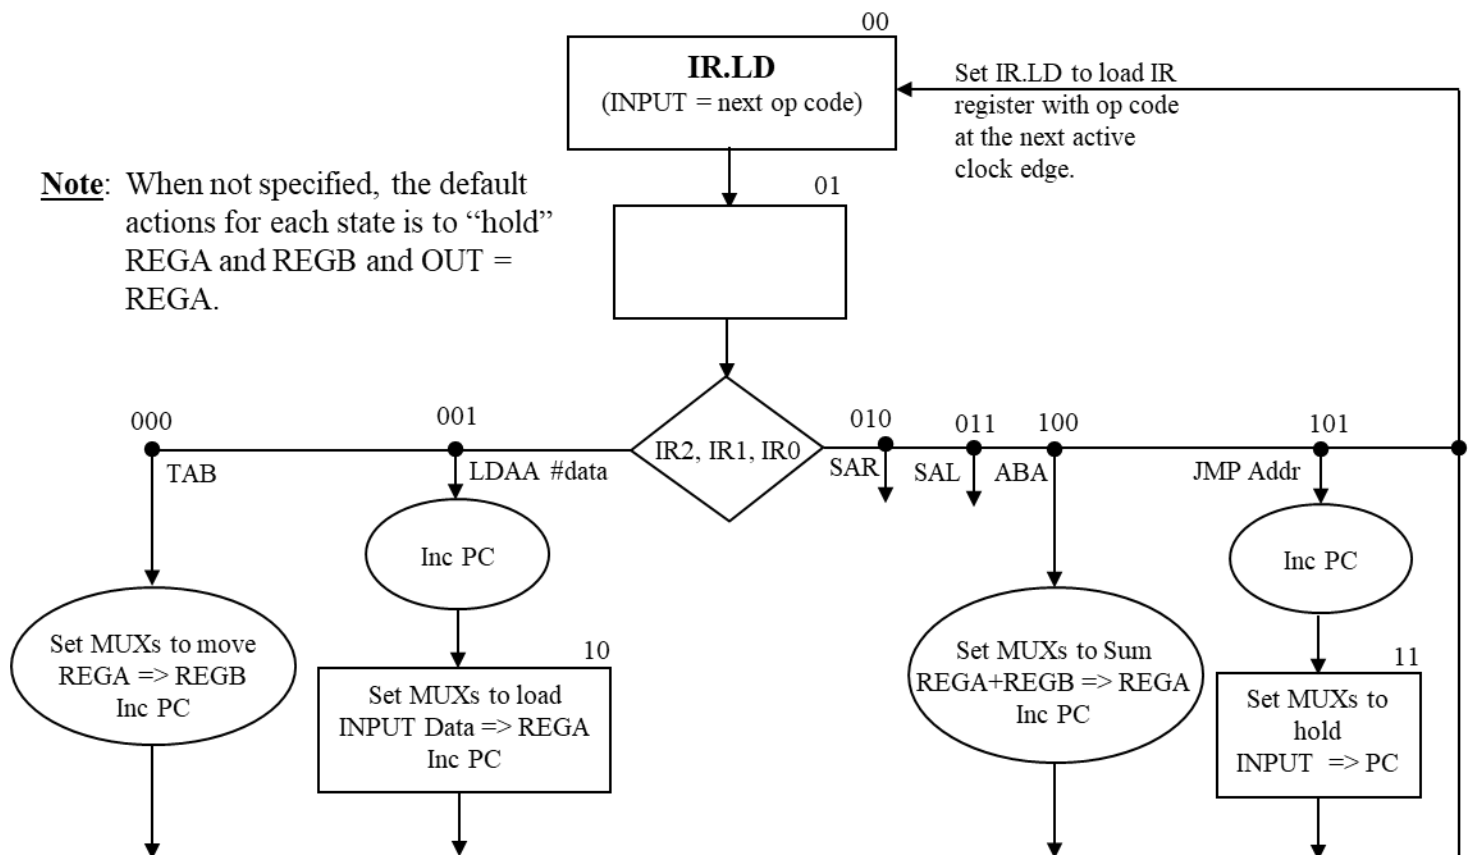 00
IR.LD
(INPUT = next op code)
Set IR.LD to load IR
register with op code
at the next active
clock edge.
Note: When not specified, the default
actions for each state is to “hold”
REGA and REGB and OUT =
REGA.
01
IR2, IR1, IR0
000
TAB
001
LDAA #data
010
SAR
011
SAL
100
ABA
101
JMP Addr
Inc PC
Inc PC
Set MUXs to move
REGA => REGB
Inc PC
10
Set MUXs to load
INPUT Data => REGA
Inc PC
Set MUXs to Sum
REGA+REGB => REGA
Inc PC
11
Set MUXs to
hold
INPUT => PC